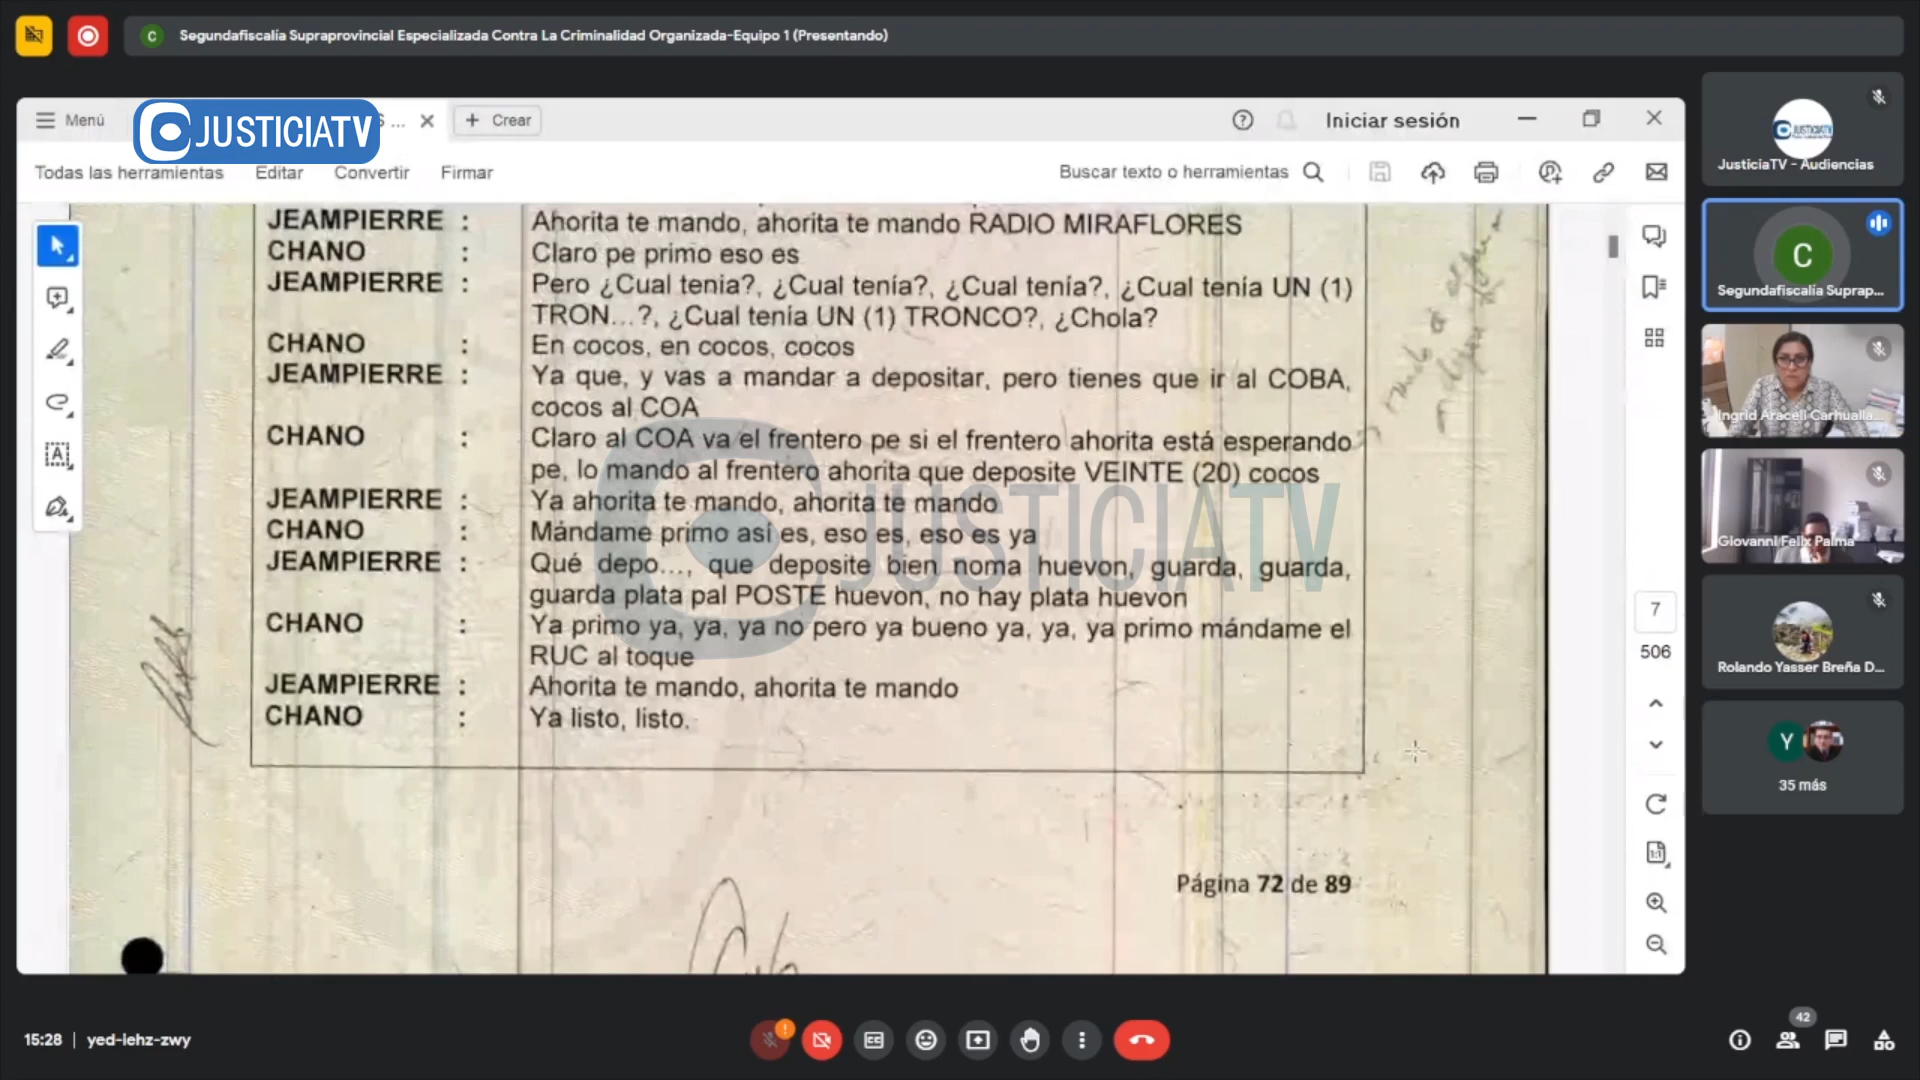 C Segundafiscalía Supraprovincial Especializada Contra La Criminalidad Organizada-Equipo 1 (Presentando)
Menú
JUSTICIATV
S ...
+ Crear
Iniciar sesión
Todas las herramientas
Editar
Convertir
Firmar
Buscar texto o herramientas
JEAMPIERRE : Ahorita te mando, ahorita te mando RADIO MIRAFLORES
CHANO : Claro pe primo eso es
JEAMPIERRE : Pero ¿Cual tenia?, ¿Cual tenía?, ¿Cual tenía?, ¿Cual tenía UN (1)
TRON...?, ¿Cual tenía UN (1) TRONCO?, ¿Chola?
CHANO : En cocos, en cocos, cocos
JEAMPIERRE : Ya que, y vas a mandar a depositar, pero tienes que ir al COBA,
cocos al COA
CHANO : Claro al COA va el frentero pe si el frentero ahorita está esperando
pe, lo mando al frentero ahorita que deposite VEINTE (20) cocos
JEAMPIERRE : Ya ahorita te mando, ahorita te mando
CHANO : Mándame primo así es, eso es, eso es ya
JEAMPIERRE : Qué depo..., que deposite bien noma huevon, guarda, guarda,
guarda plata pal POSTE huevon, no hay plata huevon
CHANO : Ya primo ya, ya, ya no pero ya bueno ya, ya, ya primo mándame el
RUC al toque
JEAMPIERRE : Ahorita te mando, ahorita te mando
CHANO : Ya listo, listo.
JUSTICIATV
Página 72 de 89
7
506
JUSTICIATV
JusticiaTV - Audiencias
C
Segundafiscalía Suprap...
Ingrid Araceli Carhualla...
Giovanni Felix Palma
Rolando Yasser Breña D...
Y
35 más
15:28 | yed-iehz-zwy
42